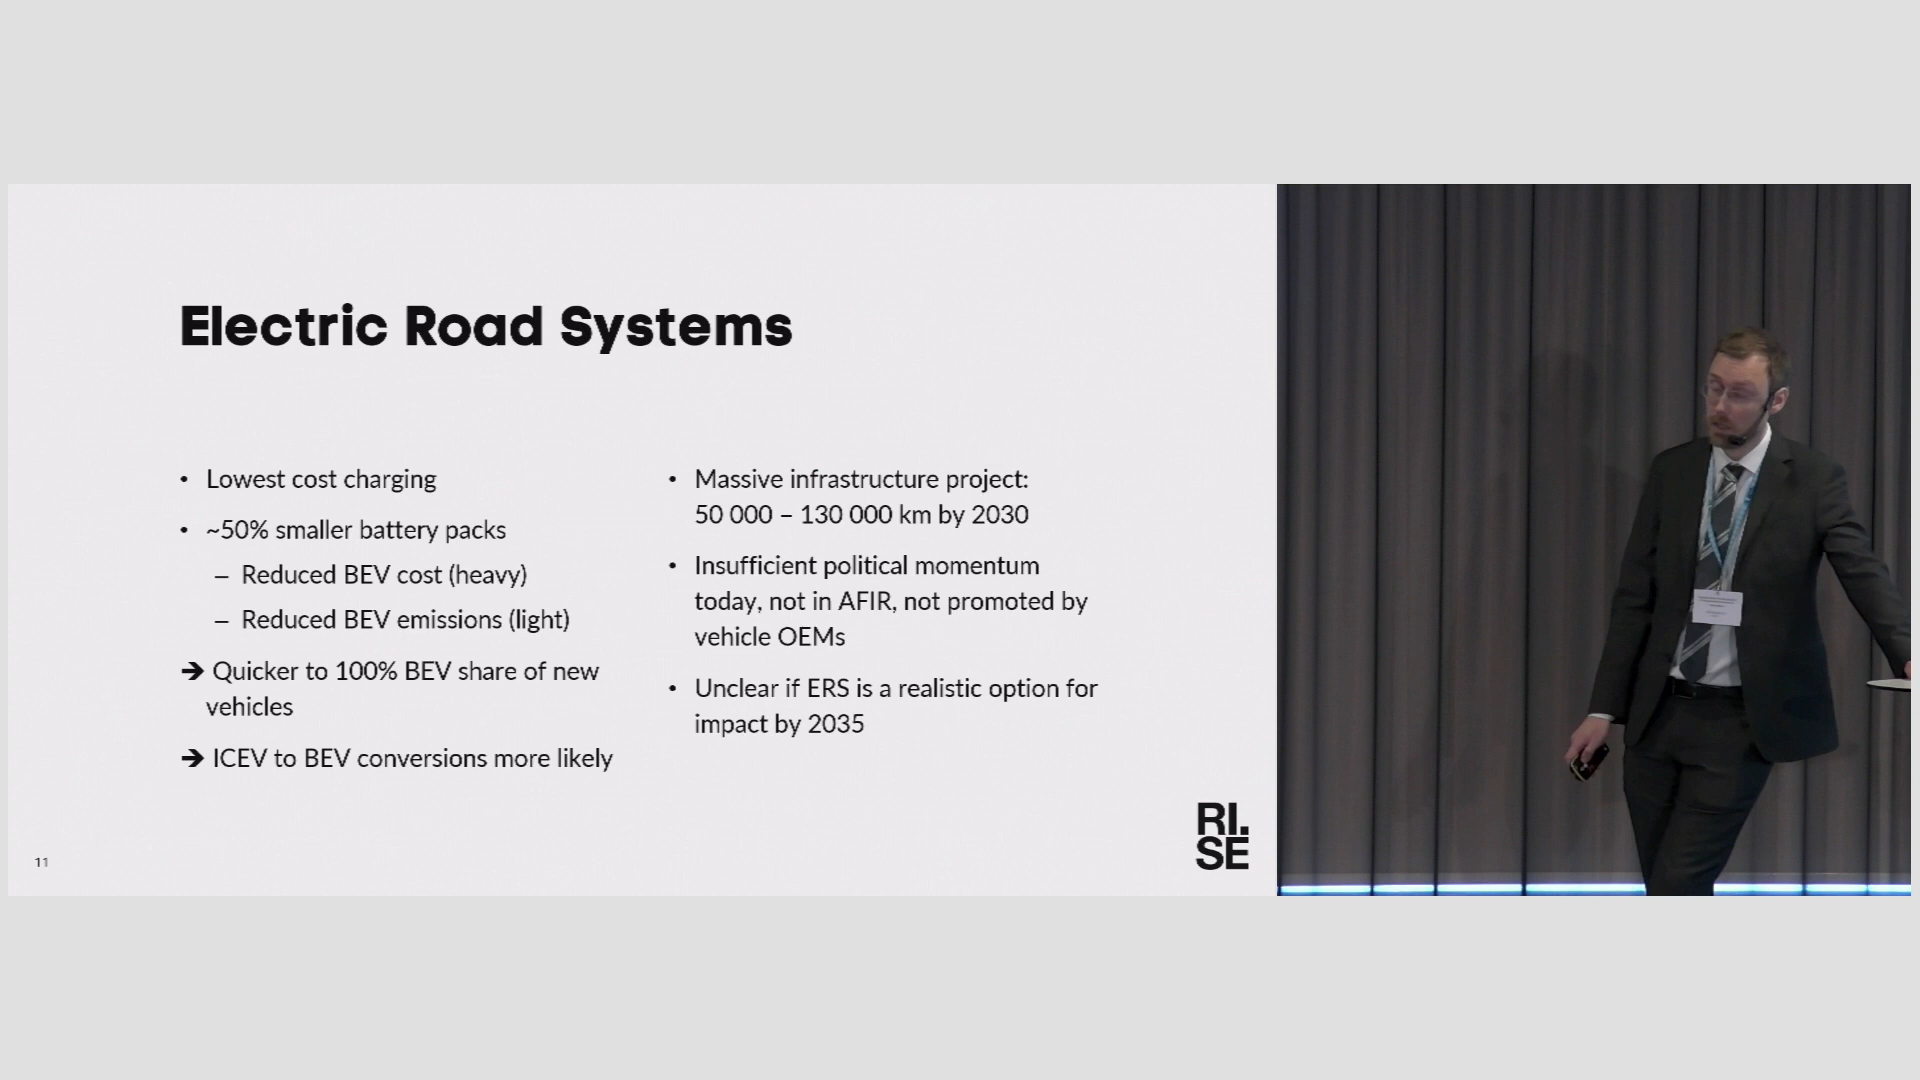 Electric Road Systems
• Lowest cost charging
• ~50% smaller battery packs
– Reduced BEV cost (heavy)
– Reduced BEV emissions (light)
➔ Quicker to 100% BEV share of new
vehicles
➔ ICEV to BEV conversions more likely
• Massive infrastructure project:
50 000 – 130 000 km by 2030
• Insufficient political momentum
today, not in AFIR, not promoted by
vehicle OEMs
• Unclear if ERS is a realistic option for
impact by 2035
11
RI.
SE